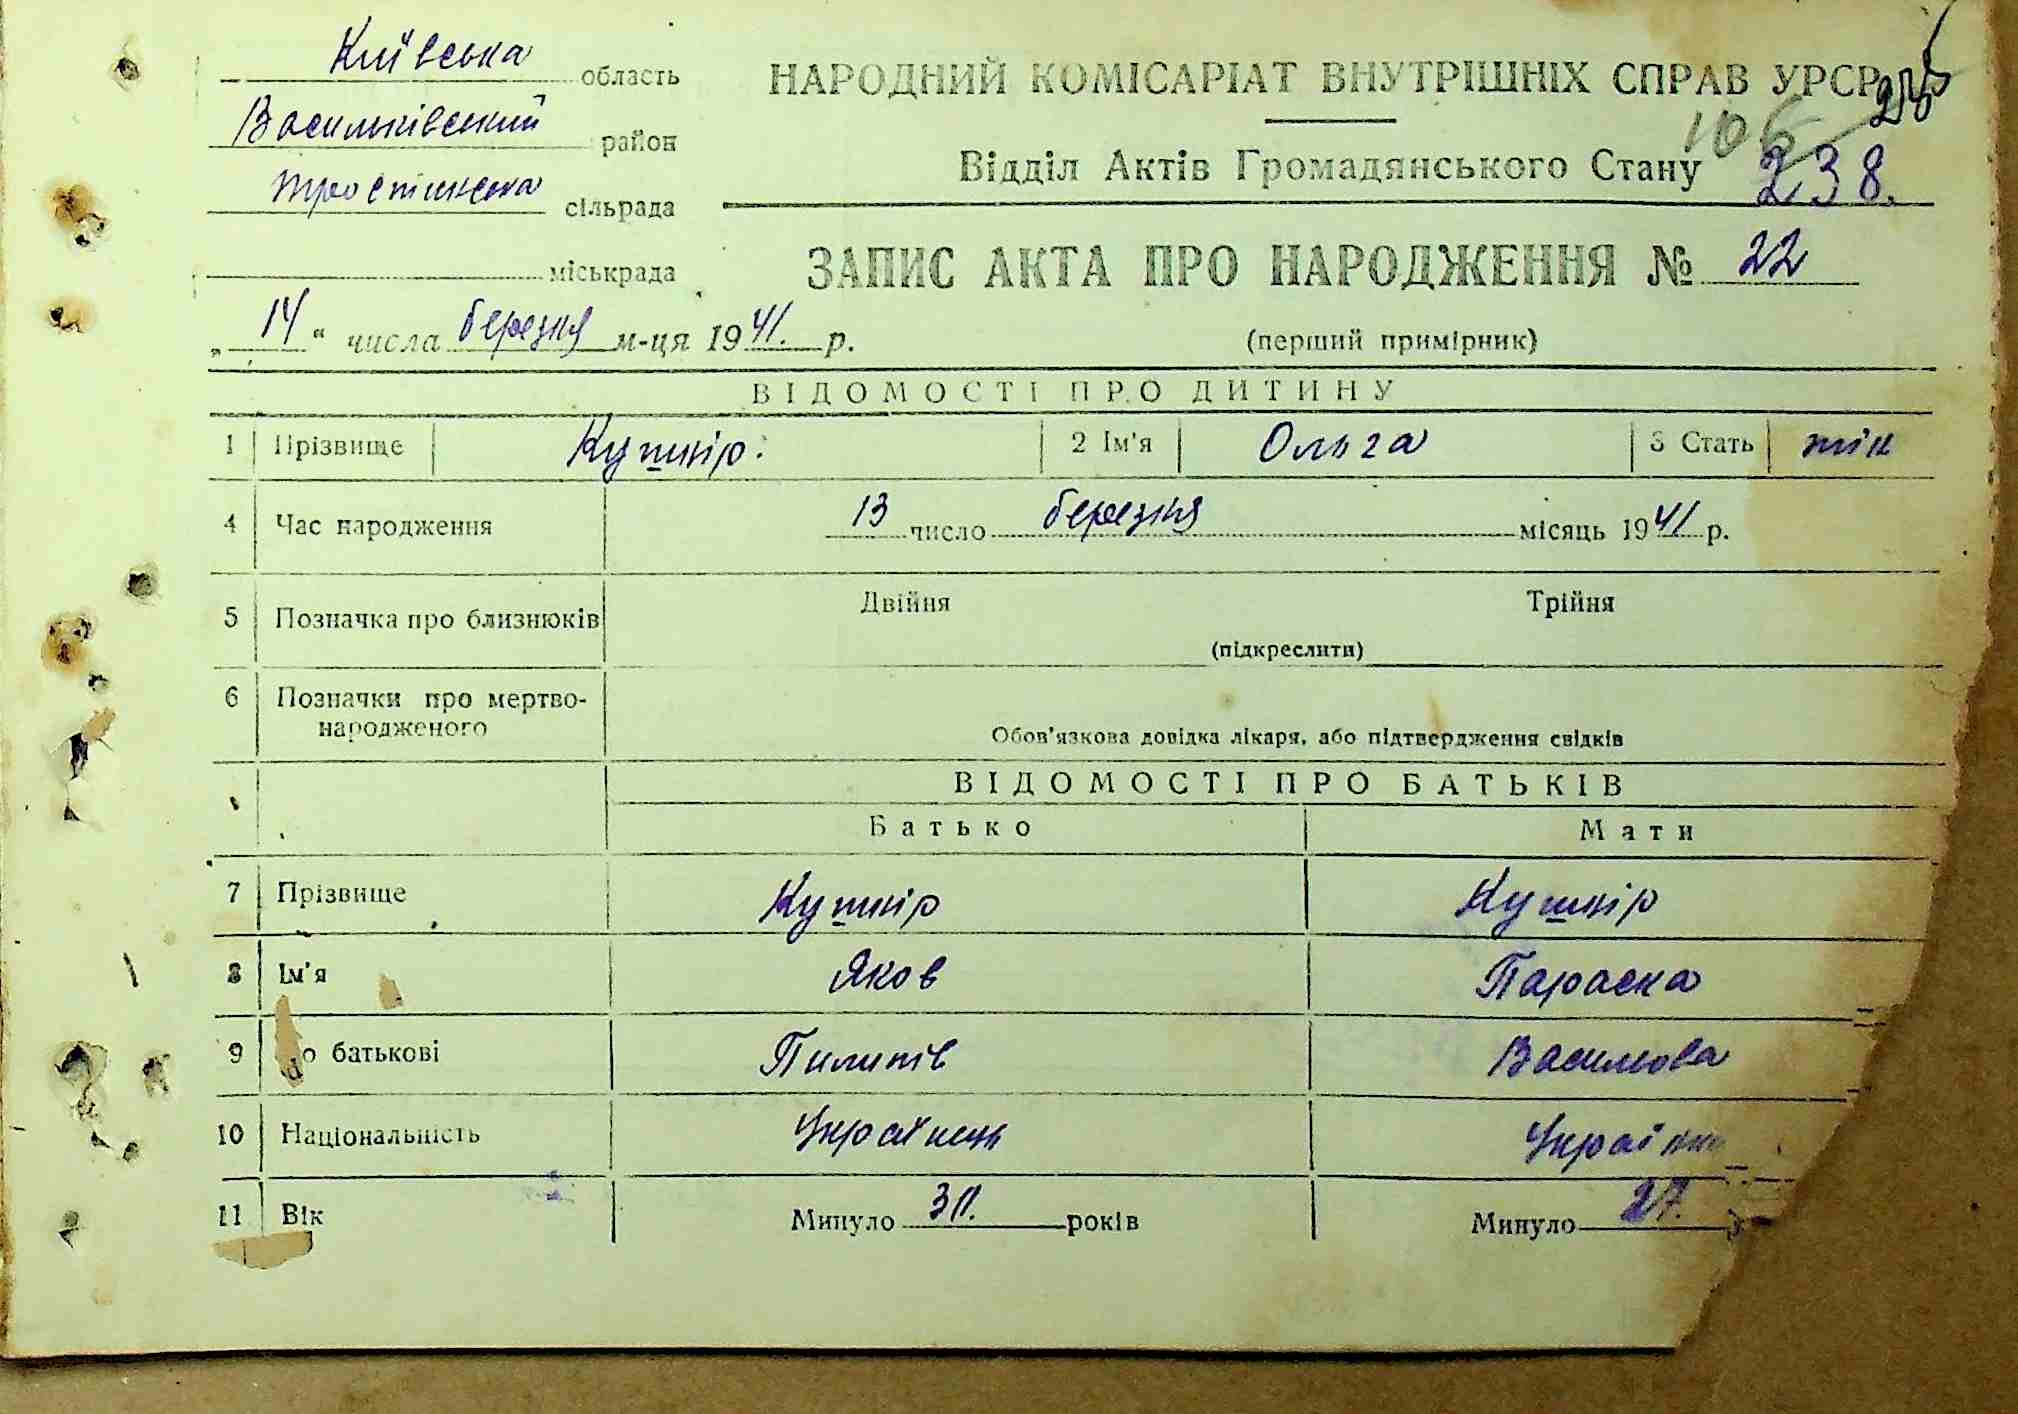 Київська область
Васильківський район
Тростинська сільрада
міськрада
НАРОДНИЙ КОМІСАРІАТ ВНУТРІШНІХ СПРАВ УРСР
Відділ Актів Громадянського Стану
106
238.
ЗАПИС АКТА ПРО НАРОДЖЕННЯ № 22
„ 14 “ числа березня м-ця 1941. р.
(перший примірник)
ВІДОМОСТІ ПРО ДИТИНУ
1 Прізвище Кушнір. 2 Ім'я Ольга 3 Стать жін
4 Час народження 13 число березня місяць 1941 р.
5 Позначка про близнюків Двійня Трійня
(підкреслити)
6 Позначки про мертво-
народженого
Обов'язкова довідка лікаря, або підтвердження свідків
ВІДОМОСТІ ПРО БАТЬКІВ
Батько Мати
7 Прізвище Кушнір Кушнір
8 Ім'я Яков Параска
9 по батькові Пилипів Василіова
10 Національність Українець Українка
11 Вік Минуло років Минуло 27.